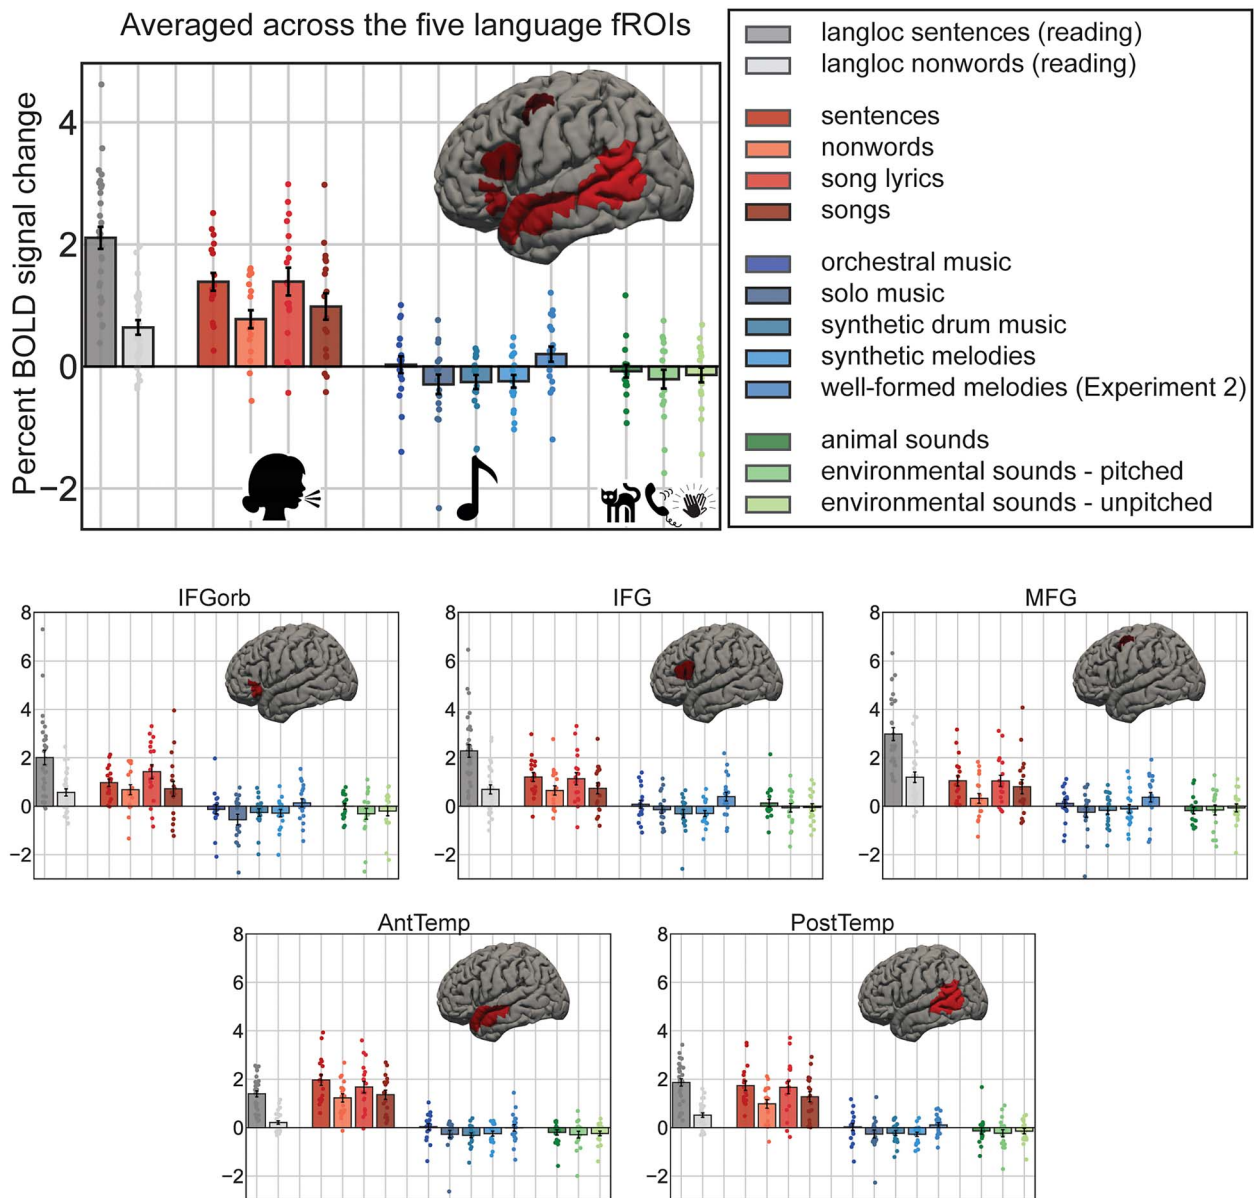 Averaged across the five language fROIs
Percent BOLD signal change
4
2
0
−2
langloc sentences (reading)
langloc nonwords (reading)
sentences
nonwords
song lyrics
songs
orchestral music
solo music
synthetic drum music
synthetic melodies
well-formed melodies (Experiment 2)
animal sounds
environmental sounds - pitched
environmental sounds - unpitched
IFGorb
8
6
4
2
0
−2
IFG
8
6
4
2
0
−2
MFG
8
6
4
2
0
−2
AntTemp
8
6
4
2
0
−2
PostTemp
8
6
4
2
0
−2